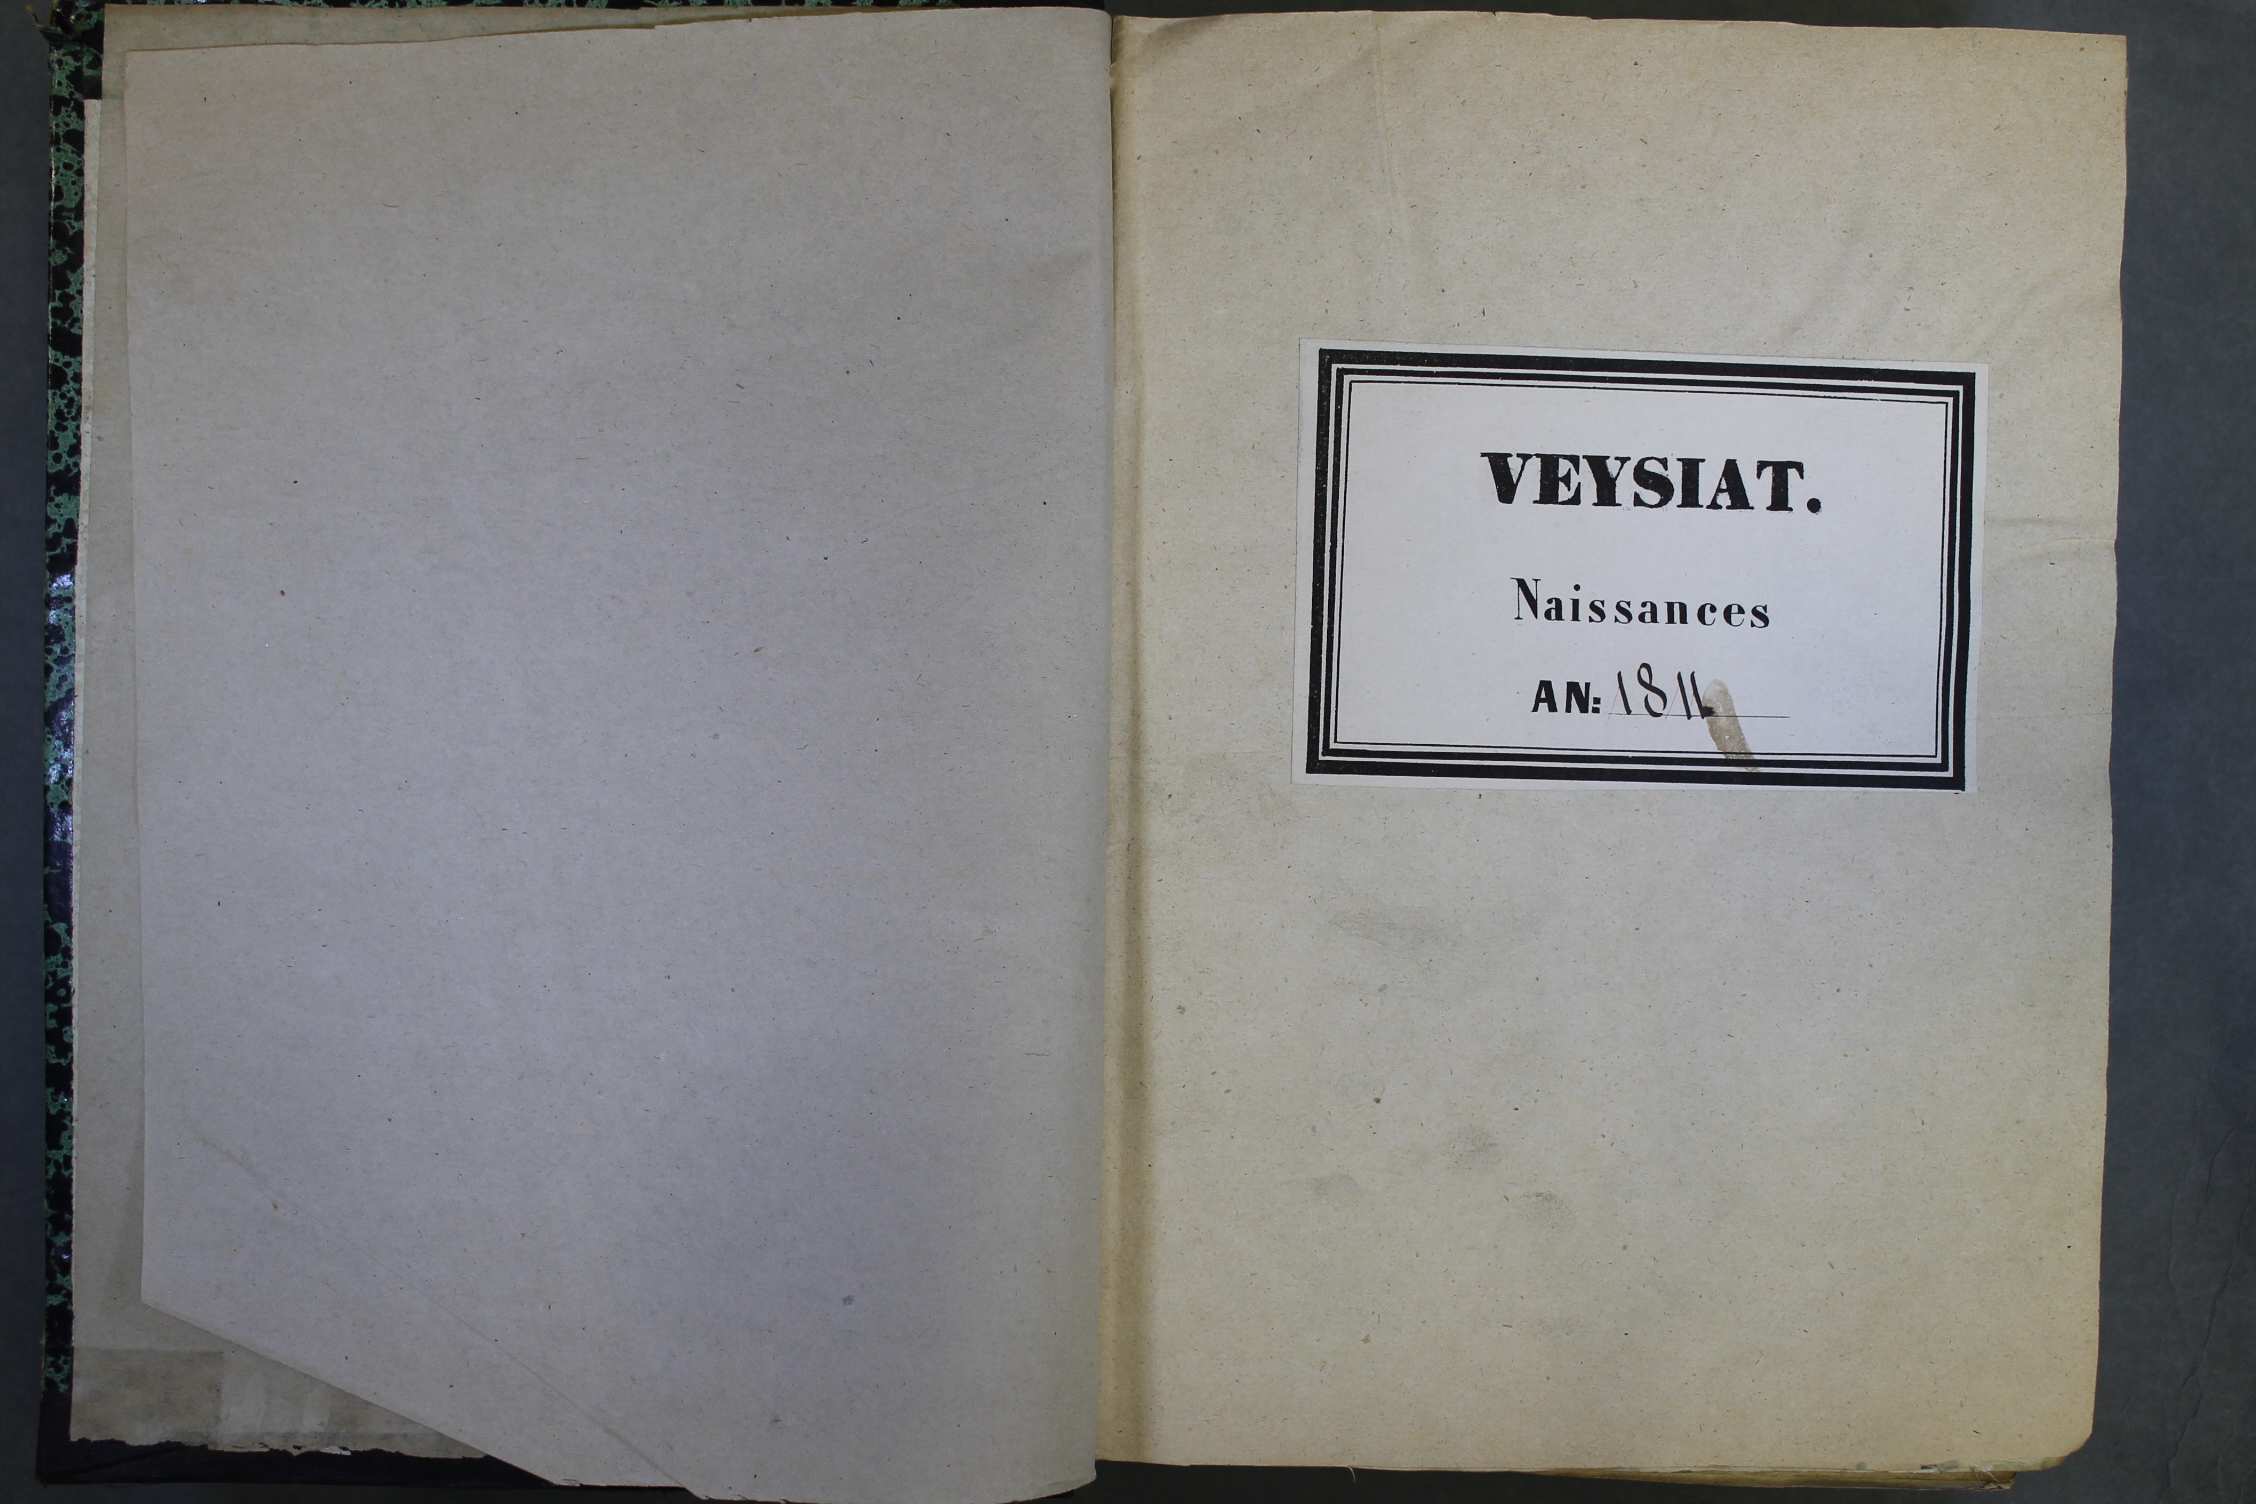 VEYSIAT.
Naissances
AN: 1811